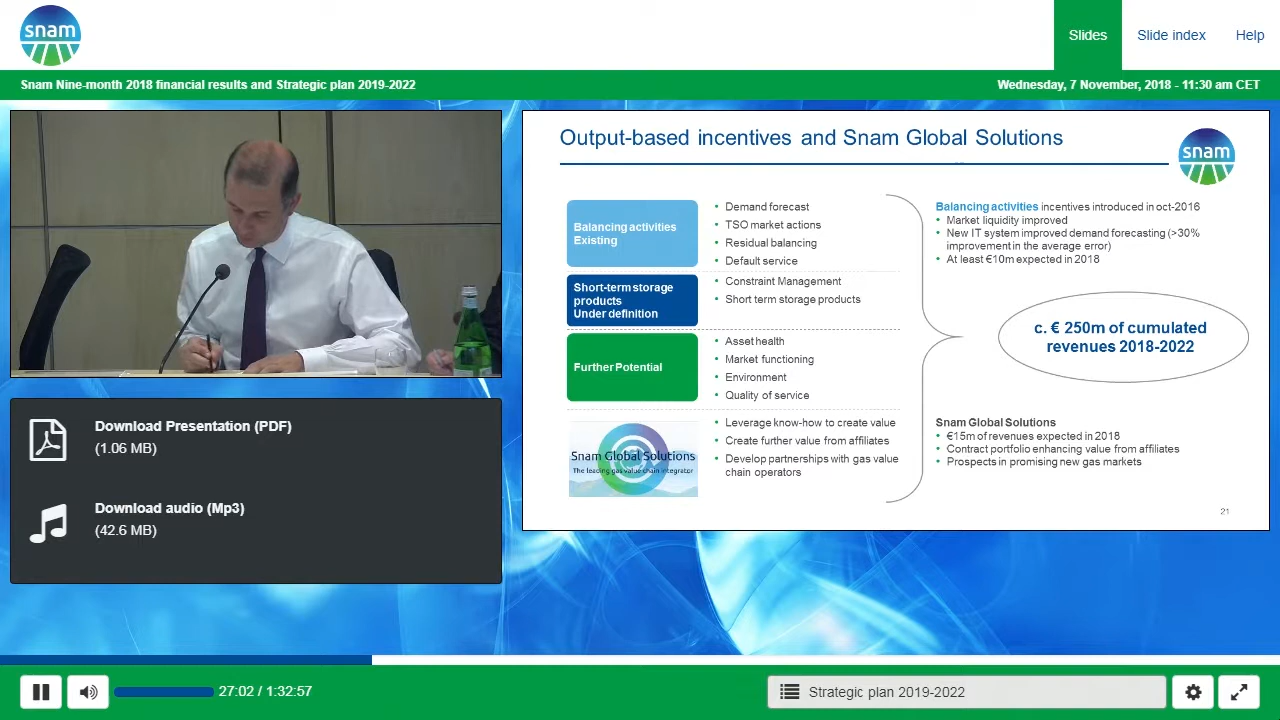 snam
Slides
Slide index
Help
Snam Nine-month 2018 financial results and Strategic plan 2019-2022
Wednesday, 7 November, 2018 - 11:30 am CET
Output-based incentives and Snam Global Solutions
snam
Balancing activities
Existing
• Demand forecast
• TSO market actions
• Residual balancing
• Default service
Short-term storage
products
Under definition
• Constraint Management
• Short term storage products
Further Potential
• Asset health
• Market functioning
• Environment
• Quality of service
Snam Global Solutions
The leading gas value chain integrator
• Leverage know-how to create value
• Create further value from affiliates
• Develop partnerships with gas value
chain operators
Balancing activities incentives introduced in oct-2016
• Market liquidity improved
• New IT system improved demand forecasting (>30%
improvement in the average error)
• At least €10m expected in 2018
c. € 250m of cumulated
revenues 2018-2022
Snam Global Solutions
• €15m of revenues expected in 2018
• Contract portfolio enhancing value from affiliates
• Prospects in promising new gas markets
21
Download Presentation (PDF)
(1.06 MB)
Download audio (Mp3)
(42.6 MB)
27:02 / 1:32:57
Strategic plan 2019-2022